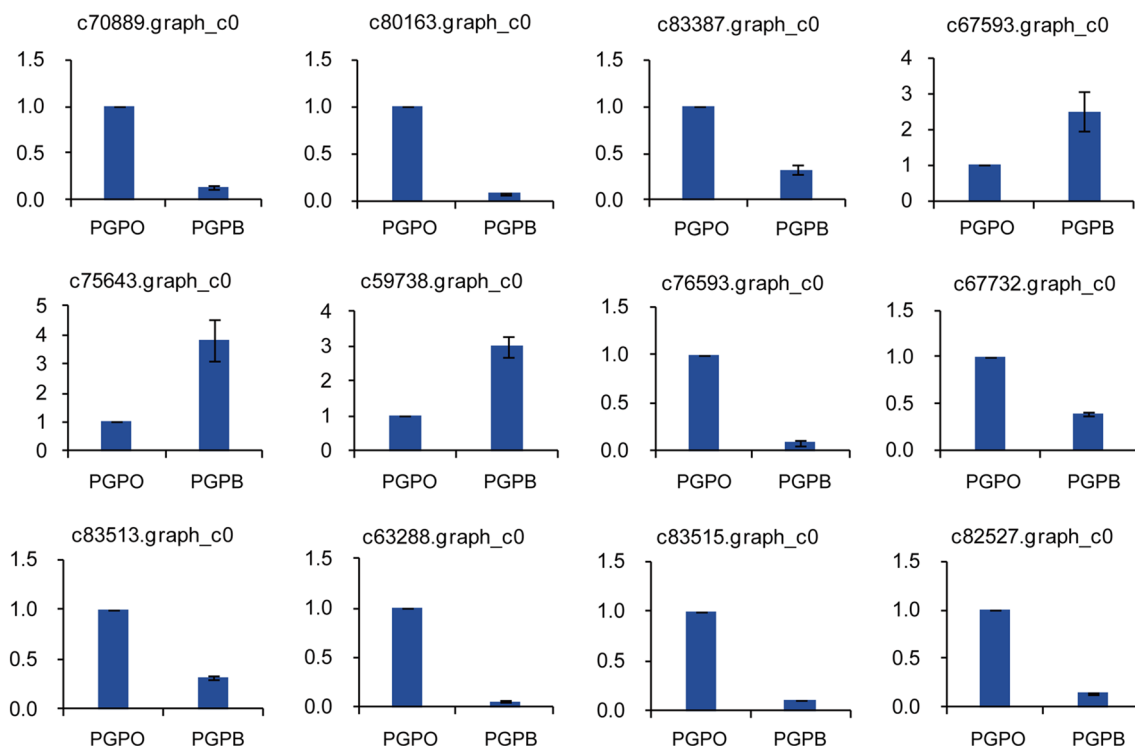 c70889.graph_c0 c80163.graph_c0 c83387.graph_c0 c67593.graph_c0
1.5 1.5 1.5 4
1.0 1.0 1.0 3
0.5 0.5 0.5 2
1
0.0 0.0 0.0 0
PGPO PGPB PGPO PGPB PGPO PGPB PGPO PGPB
c75643.graph_c0 c59738.graph_c0 c76593.graph_c0 c67732.graph_c0
5 4 1.5 1.5
4 3 1.0 1.0
3 2 0.5 0.5
2 1
1
0 0 0.0 0.0
PGPO PGPB PGPO PGPB PGPO PGPB PGPO PGPB
c83513.graph_c0 c63288.graph_c0 c83515.graph_c0 c82527.graph_c0
1.5 1.5 1.5 1.5
1.0 1.0 1.0 1.0
0.5 0.5 0.5 0.5
0.0 0.0 0.0 0.0
PGPO PGPB PGPO PGPB PGPO PGPB PGPO PGPB